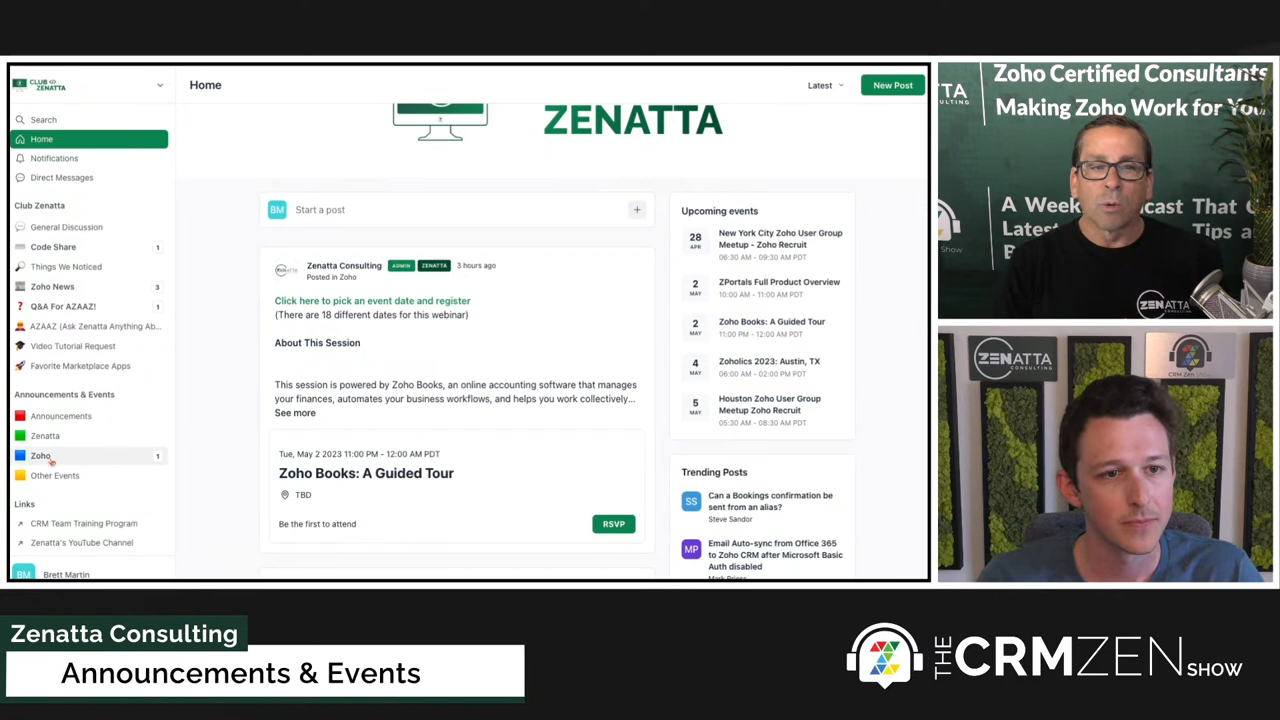 CLUB </>
ZENATTA
Home
Latest
New Post
Search
Home
Notifications
Direct Messages
Club Zenatta
General Discussion
Code Share 1
Things We Noticed
Zoho News 3
Q&A For AZAAZ! 1
AZAAZ (Ask Zenatta Anything Ab...
Video Tutorial Request
Favorite Marketplace Apps
Announcements & Events
Announcements
Zenatta
Zoho 1
Other Events
Links
CRM Team Training Program
Zenatta's YouTube Channel
BM Brett Martin
ZENATTA
BM Start a post +
Zenatta Consulting ADMIN ZENATTA 3 hours ago
Posted in Zoho
Click here to pick an event date and register
(There are 18 different dates for this webinar)
About This Session
This session is powered by Zoho Books, an online accounting software that manages
your finances, automates your business workflows, and helps you work collectively...
See more
Tue, May 2 2023 11:00 PM - 12:00 AM PDT
Zoho Books: A Guided Tour
TBD
Be the first to attend
RSVP
Upcoming events
28 APR
New York City Zoho User Group
Meetup - Zoho Recruit
06:30 AM - 09:30 AM PDT
2 MAY
ZPortals Full Product Overview
10:00 AM - 11:00 AM PDT
2 MAY
Zoho Books: A Guided Tour
11:00 PM - 12:00 AM PDT
4 MAY
Zoholics 2023: Austin, TX
06:00 AM - 02:00 PM PDT
5 MAY
Houston Zoho User Group
Meetup Zoho Recruit
05:30 AM - 08:30 AM PDT
Trending Posts
SS
Can a Bookings confirmation be
sent from an alias?
Steve Sandor
MP
Email Auto-sync from Office 365
to Zoho CRM after Microsoft Basic
Auth disabled
Zoho Certified Consultants
Making Zoho Work for You
A Week
Podcast That
Latest
Tips a
Show
ZENATTA
CONSULTING
ZENATTA
CONSULTING
CRM Zen Show
Zenatta Consulting
Announcements & Events
THE CRMZEN SHOW